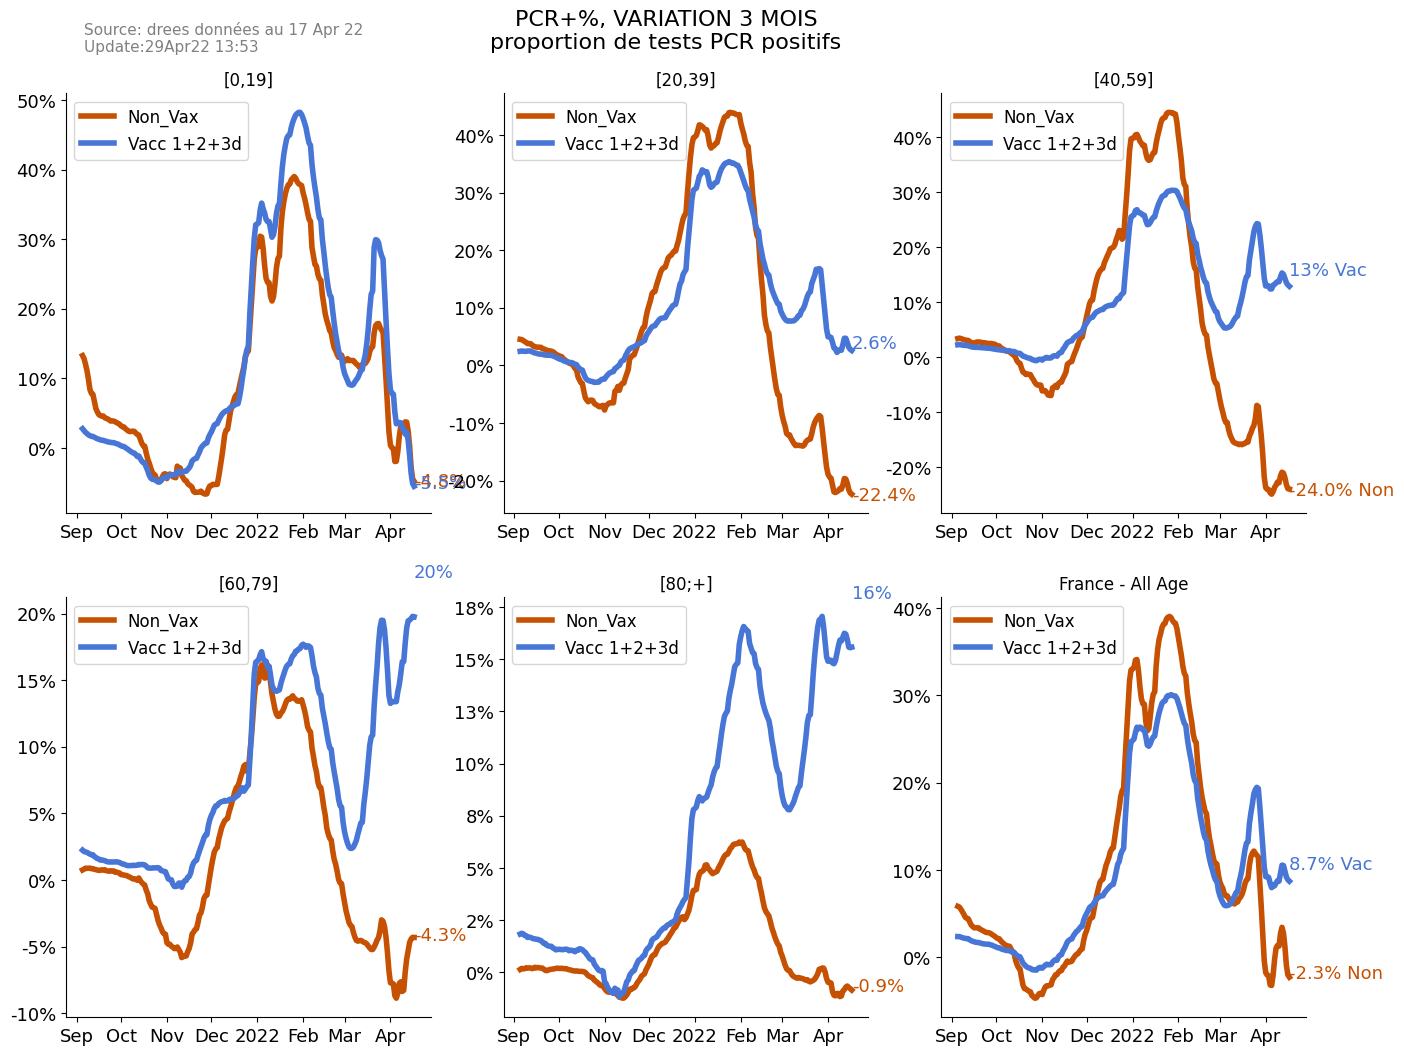 Source: drees données au 17 Apr 22
Update:29Apr22 13:53
PCR+%, VARIATION 3 MOIS
proportion de tests PCR positifs
[0,19]
Non_Vax
Vacc 1+2+3d
50%
40%
30%
20%
10%
0%
-5.5%
Sep Oct Nov Dec 2022 Feb Mar Apr
[20,39]
Non_Vax
Vacc 1+2+3d
40%
30%
20%
10%
0%
-10%
-20%
2.6%
-22.4%
Sep Oct Nov Dec 2022 Feb Mar Apr
[40,59]
Non_Vax
Vacc 1+2+3d
40%
30%
20%
10%
0%
-10%
-20%
13% Vac
-24.0% Non
Sep Oct Nov Dec 2022 Feb Mar Apr
[60,79]
Non_Vax
Vacc 1+2+3d
20%
15%
10%
5%
0%
-5%
-10%
20%
-4.3%
Sep Oct Nov Dec 2022 Feb Mar Apr
[80;+]
Non_Vax
Vacc 1+2+3d
18%
15%
13%
10%
8%
5%
2%
0%
16%
-0.9%
Sep Oct Nov Dec 2022 Feb Mar Apr
France - All Age
Non_Vax
Vacc 1+2+3d
40%
30%
20%
10%
0%
8.7% Vac
-2.3% Non
Sep Oct Nov Dec 2022 Feb Mar Apr